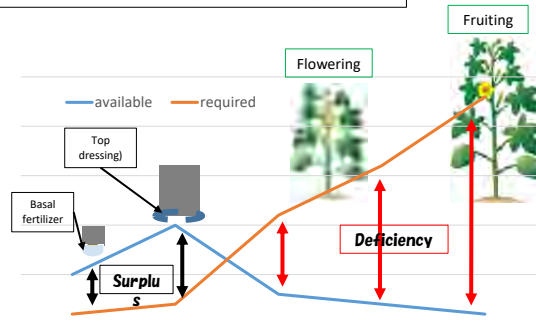 Fruiting
Flowering
available
required
Top
dressing)
Basal
fertilizer
Surplu
s
Deficiency